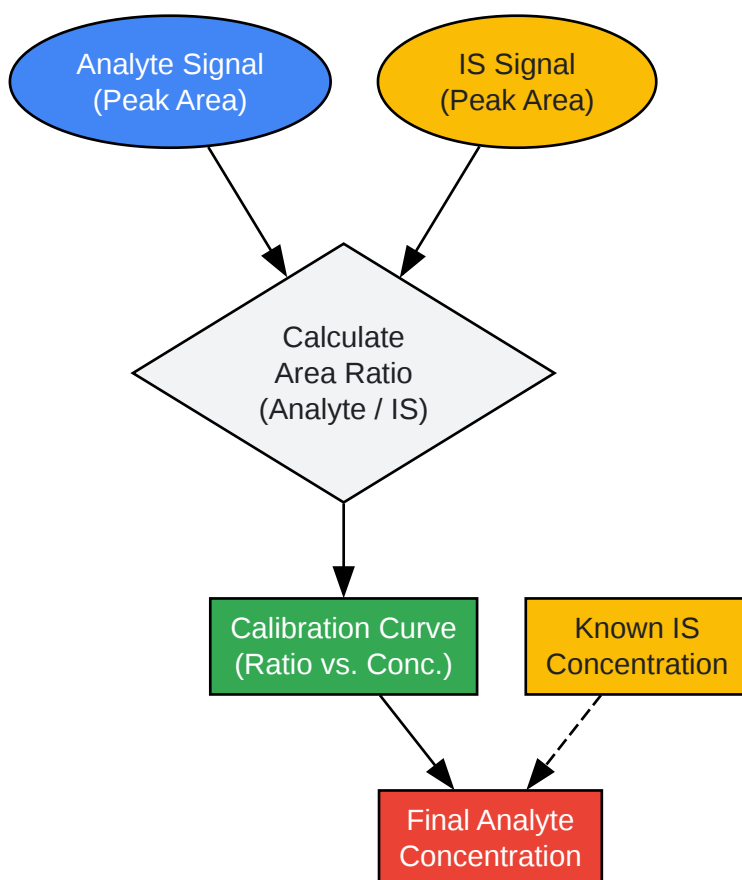 Analyte Signal
(Peak Area)
IS Signal
(Peak Area)
Calculate
Area Ratio
(Analyte / IS)
Calibration Curve
(Ratio vs. Conc.)
Known IS
Concentration
Final Analyte
Concentration